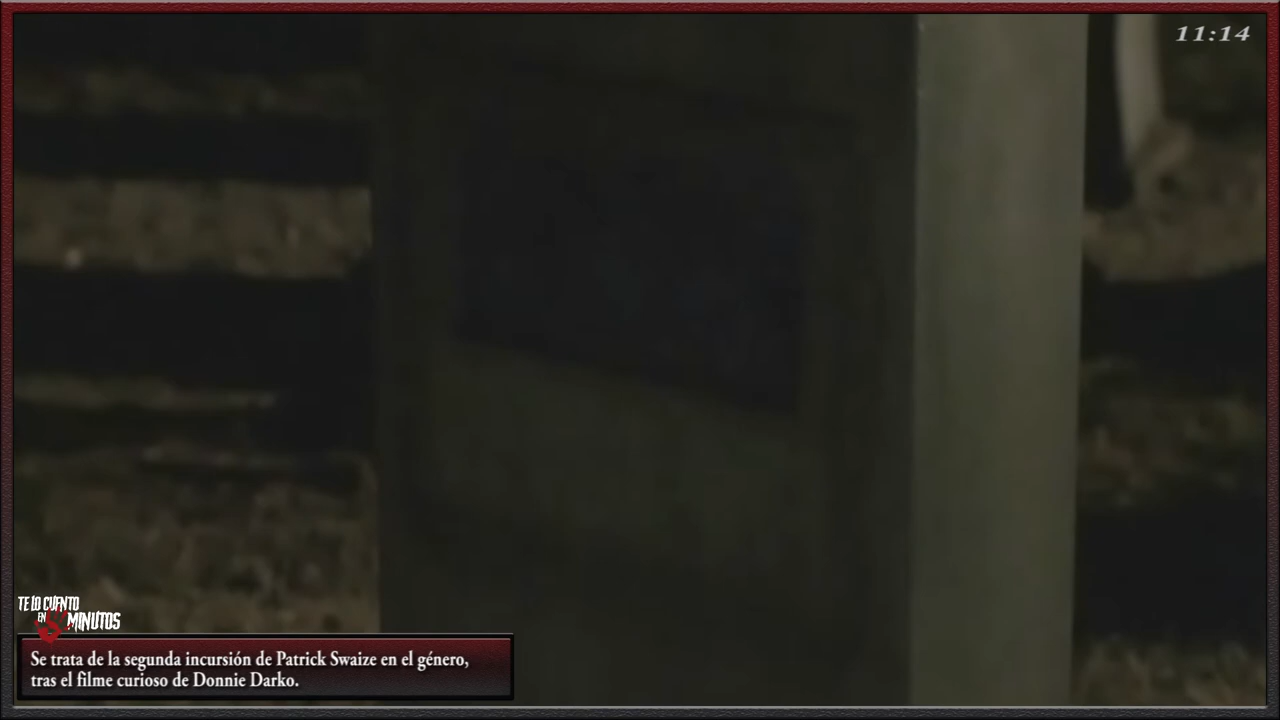 11:14
TE LO CUENTO
EN 8 MINUTOS
Se trata de la segunda incursión de Patrick Swaize en el género,
tras el filme curioso de Donnie Darko.